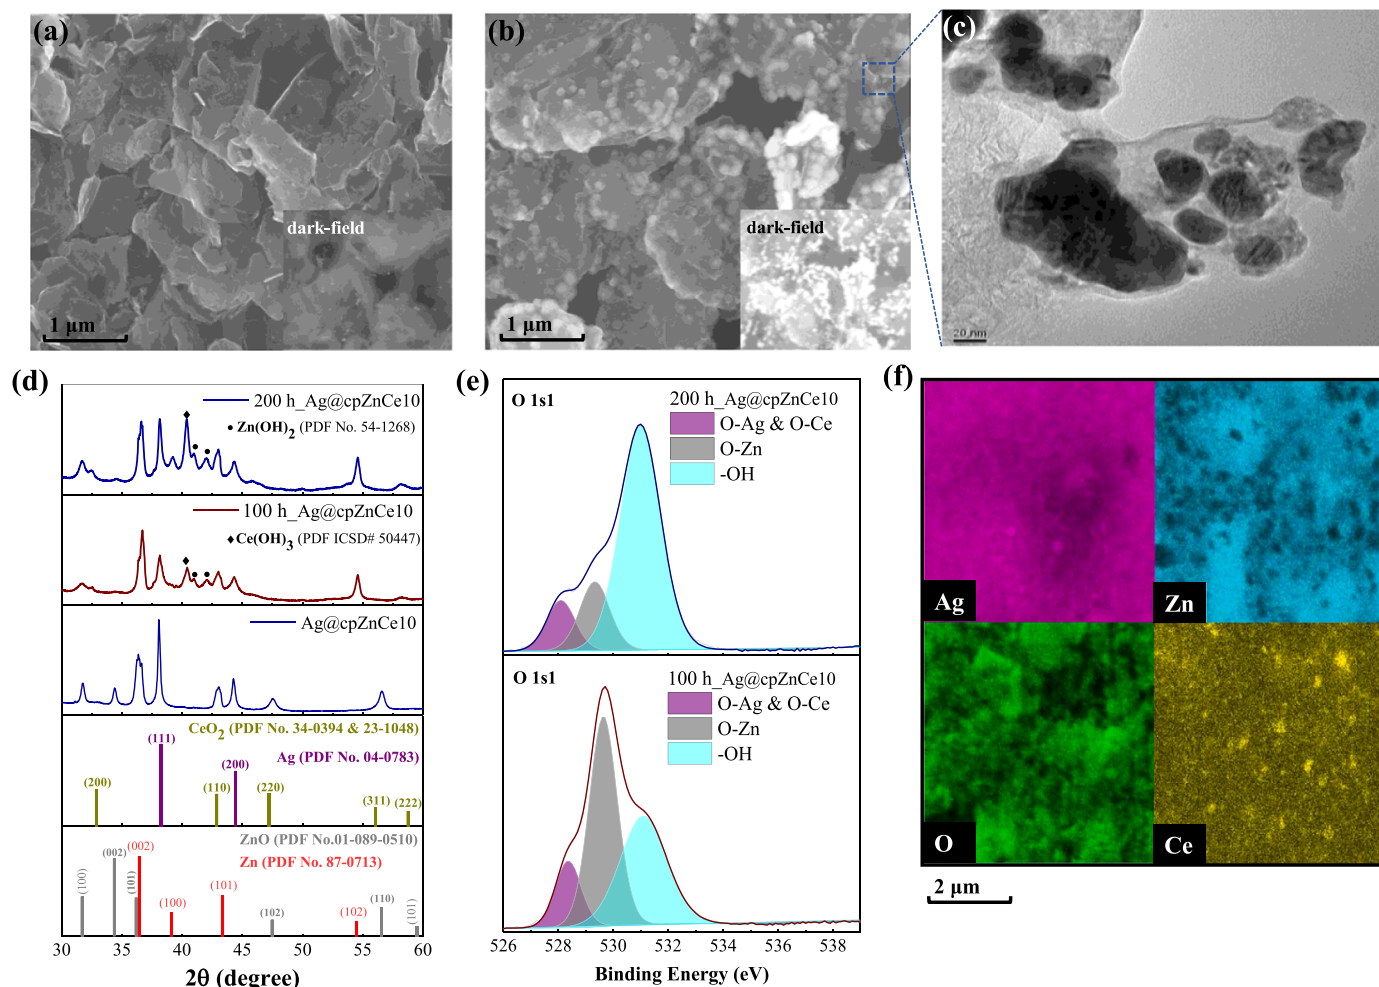 (a)
dark-field
1 μm
(b)
dark-field
1 μm
(c)
20 nm
(d)
200 h_Ag@cpZnCe10
• Zn(OH)2 (PDF No. 54-1268)
100 h_Ag@cpZnCe10
♦Ce(OH)3 (PDF ICSD# 50447)
Ag@cpZnCe10
CeO2 (PDF No. 34-0394 & 23-1048)
(111)
Ag (PDF No. 04-0783)
(200)
(200)
(110)
(220)
(311)
(222)
ZnO (PDF No.01-089-0510)
Zn (PDF No. 87-0713)
(100)
(002)
(101)
(002)
(100)
(101)
(102)
(102)
(110)
(101)
30 35 40 45 50 55 60
2θ (degree)
(e)
O 1s1
200 h_Ag@cpZnCe10
O-Ag & O-Ce
O-Zn
-OH
O 1s1
100 h_Ag@cpZnCe10
O-Ag & O-Ce
O-Zn
-OH
526 528 530 532 534 536 538
Binding Energy (eV)
(f)
Ag
Zn
O
Ce
2 μm